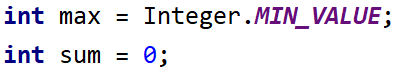 int max = Integer.MIN_VALUE;
int sum = 0;